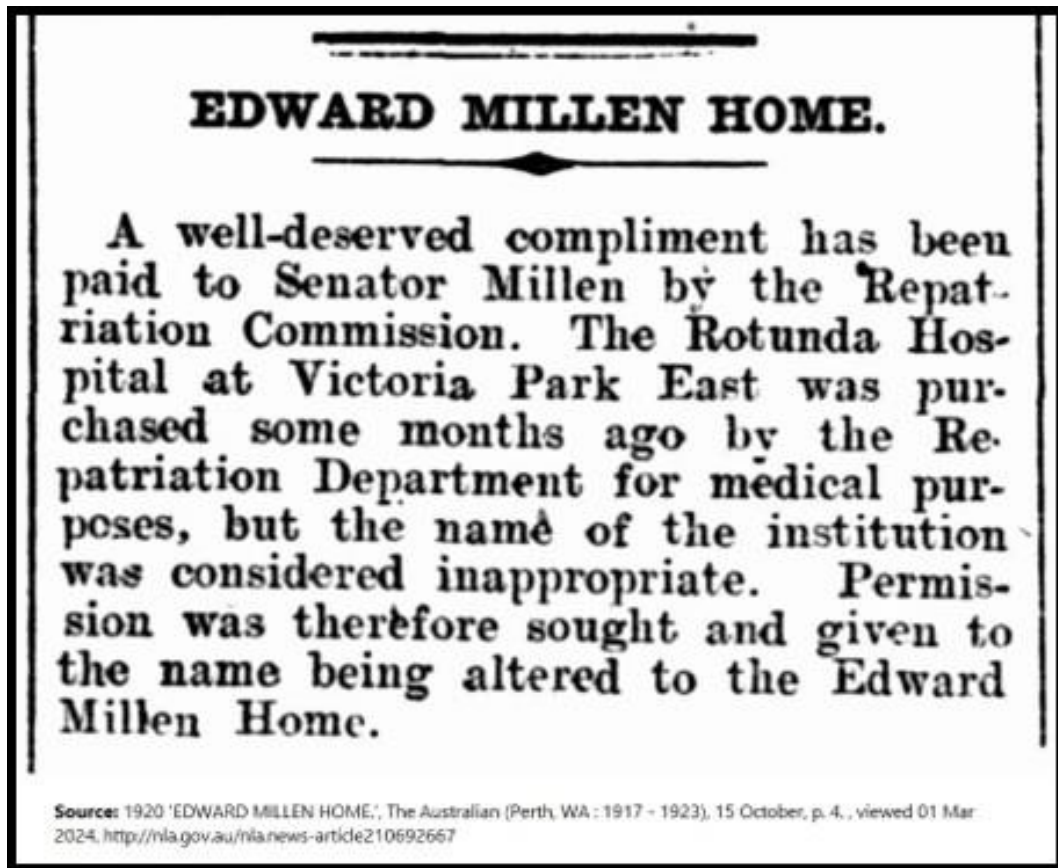 EDWARD MILLEN HOME.
A well-deserved compliment has been
paid to Senator Millen by the Repat-
riation Commission. The Rotunda Hos-
pital at Victoria Park East was pur-
chased some months ago by the Re-
patriation Department for medical pur-
poses, but the name of the institution
was considered inappropriate. Permis-
sion was therefore sought and given to
the name being altered to the Edward
Millen Home.
Source: 1920 'EDWARD MILLEN HOME.', The Australian (Perth, WA : 1917 - 1923), 15 October, p. 4. , viewed 01 Mar
2024, http://nla.gov.au/nla.news-article210692667